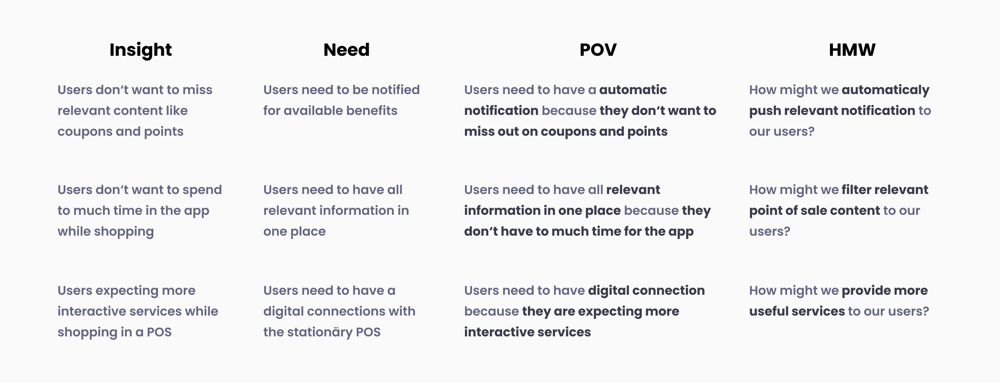 Insight
Need
POV
HMW
Users don‘t want to miss
relevant content like
coupons and points
Users need to be notified
for available benefits
Users need to have a automatic
notification because they don‘t want to
miss out on coupons and points
How might we automaticaly
push relevant notification to
our users?
Users don‘t want to spend
to much time in the app
while shopping
Users need to have all
relevant information in
one place
Users need to have all relevant
information in one place because they
don‘t have to much time for the app
How might we filter relevant
point of sale content to our
users?
Users expecting more
interactive services while
shopping in a POS
Users need to have a
digital connections with
the stationäry POS
Users need to have digital connection
because they are expecting more
interactive services
How might we provide more
useful services to our users?